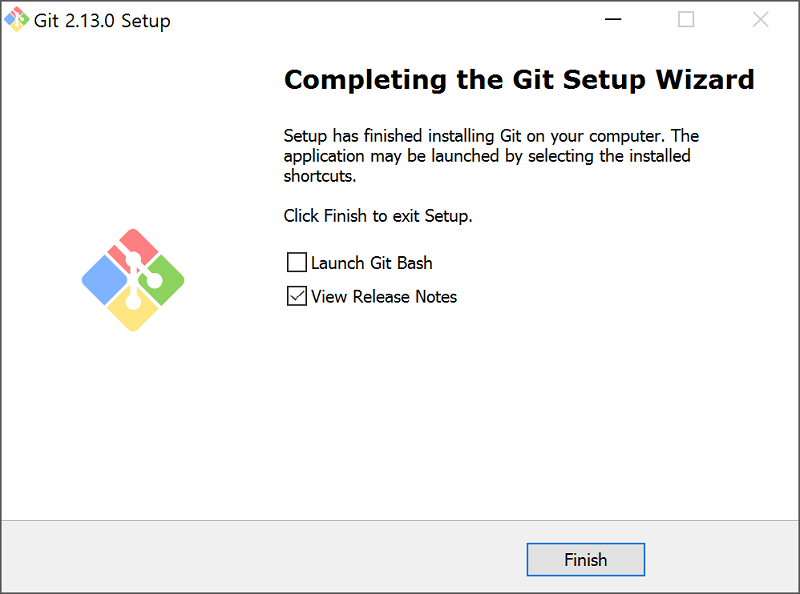 Git 2.13.0 Setup
Completing the Git Setup Wizard
Setup has finished installing Git on your computer. The
application may be launched by selecting the installed
shortcuts.
Click Finish to exit Setup.
Launch Git Bash
View Release Notes
Finish